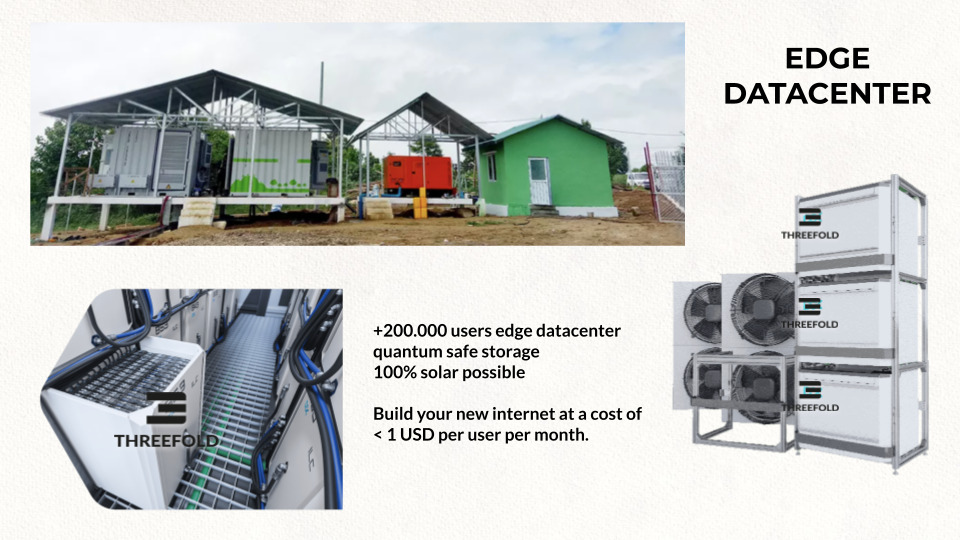 EDGE
DATACENTER
THREEFOLD
THREEFOLD
THREEFOLD
THREEFOLD
+200.000 users edge datacenter
quantum safe storage
100% solar possible
Build your new internet at a cost of
< 1 USD per user per month.